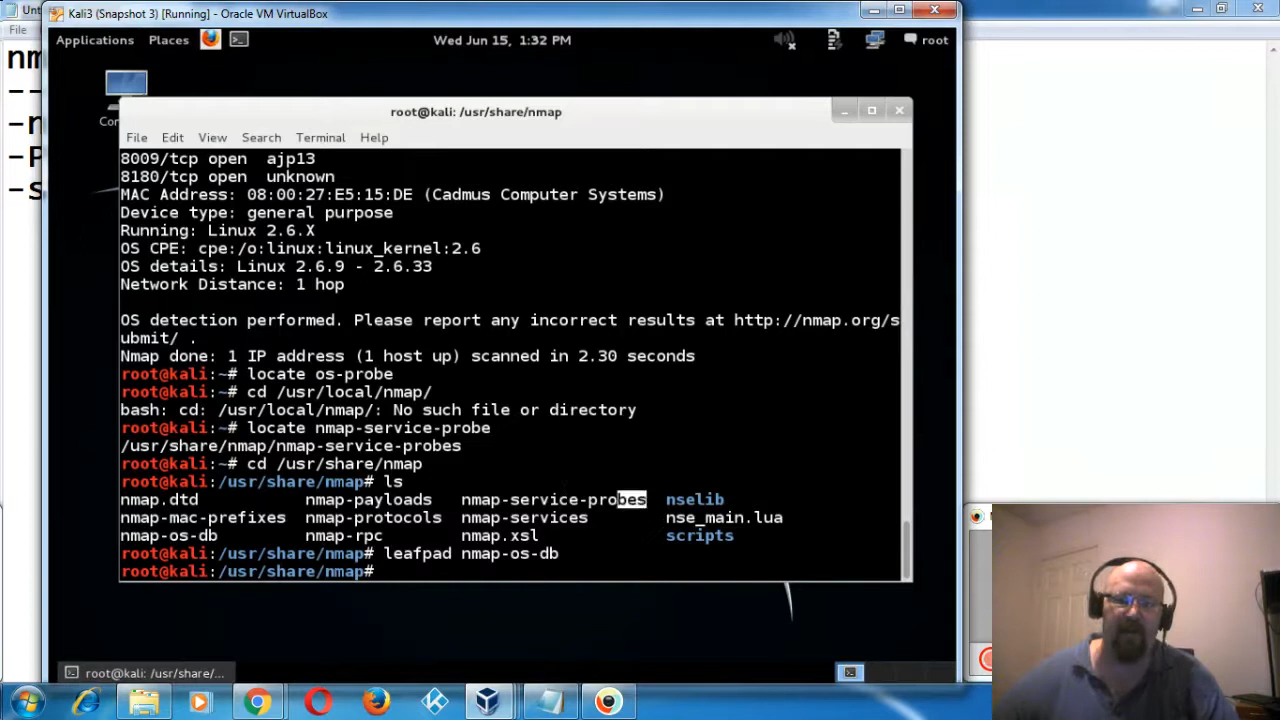 Unt
Kali3 (Snapshot 3) [Running] - Oracle VM VirtualBox
File
Applications Places Wed Jun 15, 1:32 PM root
nm
--
-n
-P
-s
Con
root@kali: /usr/share/nmap
File Edit View Search Terminal Help
8009/tcp open  ajp13
8180/tcp open  unknown
MAC Address: 08:00:27:E5:15:DE (Cadmus Computer Systems)
Device type: general purpose
Running: Linux 2.6.X
OS CPE: cpe:/o:linux:linux_kernel:2.6
OS details: Linux 2.6.9 - 2.6.33
Network Distance: 1 hop
OS detection performed. Please report any incorrect results at http://nmap.org/s
ubmit/ .
Nmap done: 1 IP address (1 host up) scanned in 2.30 seconds
root@kali:~# locate os-probe
root@kali:~# cd /usr/local/nmap/
bash: cd: /usr/local/nmap/: No such file or directory
root@kali:~# locate nmap-service-probe
/usr/share/nmap/nmap-service-probes
root@kali:~# cd /usr/share/nmap
root@kali:/usr/share/nmap# ls
nmap.dtd nmap-payloads nmap-service-probes nselib
nmap-mac-prefixes nmap-protocols nmap-services nse_main.lua
nmap-os-db nmap-rpc nmap.xsl scripts
root@kali:/usr/share/nmap# leafpad nmap-os-db
root@kali:/usr/share/nmap#
root@kali: /usr/share/...